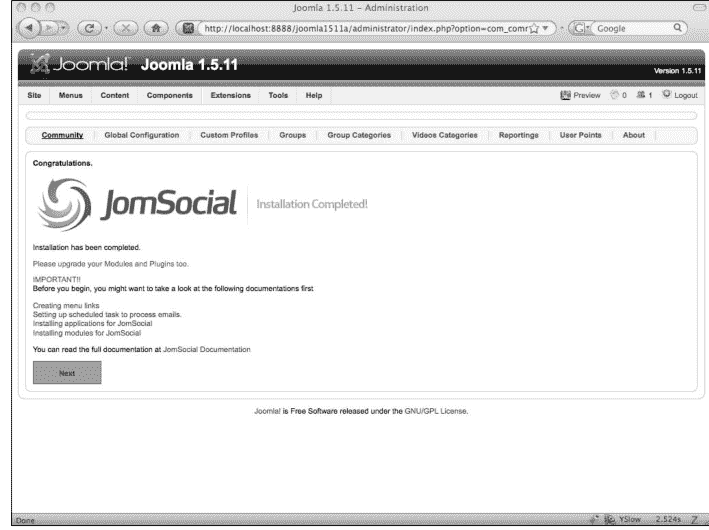 Joomla 1.5.11 - Administration
http://localhost:8888/joomla1511a/administrator/index.php?option=com_comr
Google
Joomla! Joomla 1.5.11
Version 1.5.11
Site Menus Content Components Extensions Tools Help Preview 0 1 Logout
Community Global Configuration Custom Profiles Groups Group Categories Videos Categories Reportings User Points About
Congratulations.
JomSocial Installation Completed!
Installation has been completed.
Please upgrade your Modules and Plugins too.
IMPORTANT!!
Before you begin, you might want to take a look at the following documentations first
Creating menu links
Setting up scheduled task to process emails.
Installing applications for JomSocial
Installing modules for JomSocial
You can read the full documentation at JomSocial Documentation
Next
Joomla! is Free Software released under the GNU/GPL License.
Done YSlow 2.524s